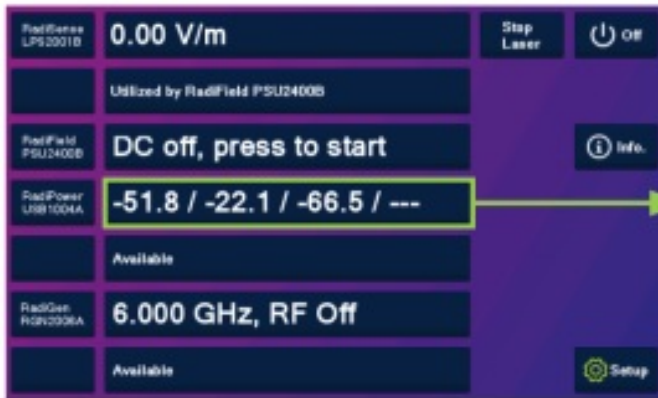 RadiSense
LPS2001B
0.00 V/m
Stop
Laser
Off
Utilized by RadiField PSU2400B
RadiField
PSU2400B
DC off, press to start
Info.
RadiPower
USB1004A
-51.8 / -22.1 / -66.5 / ---
Available
RadiGen
RGN2006A
6.000 GHz, RF Off
Available
Setup